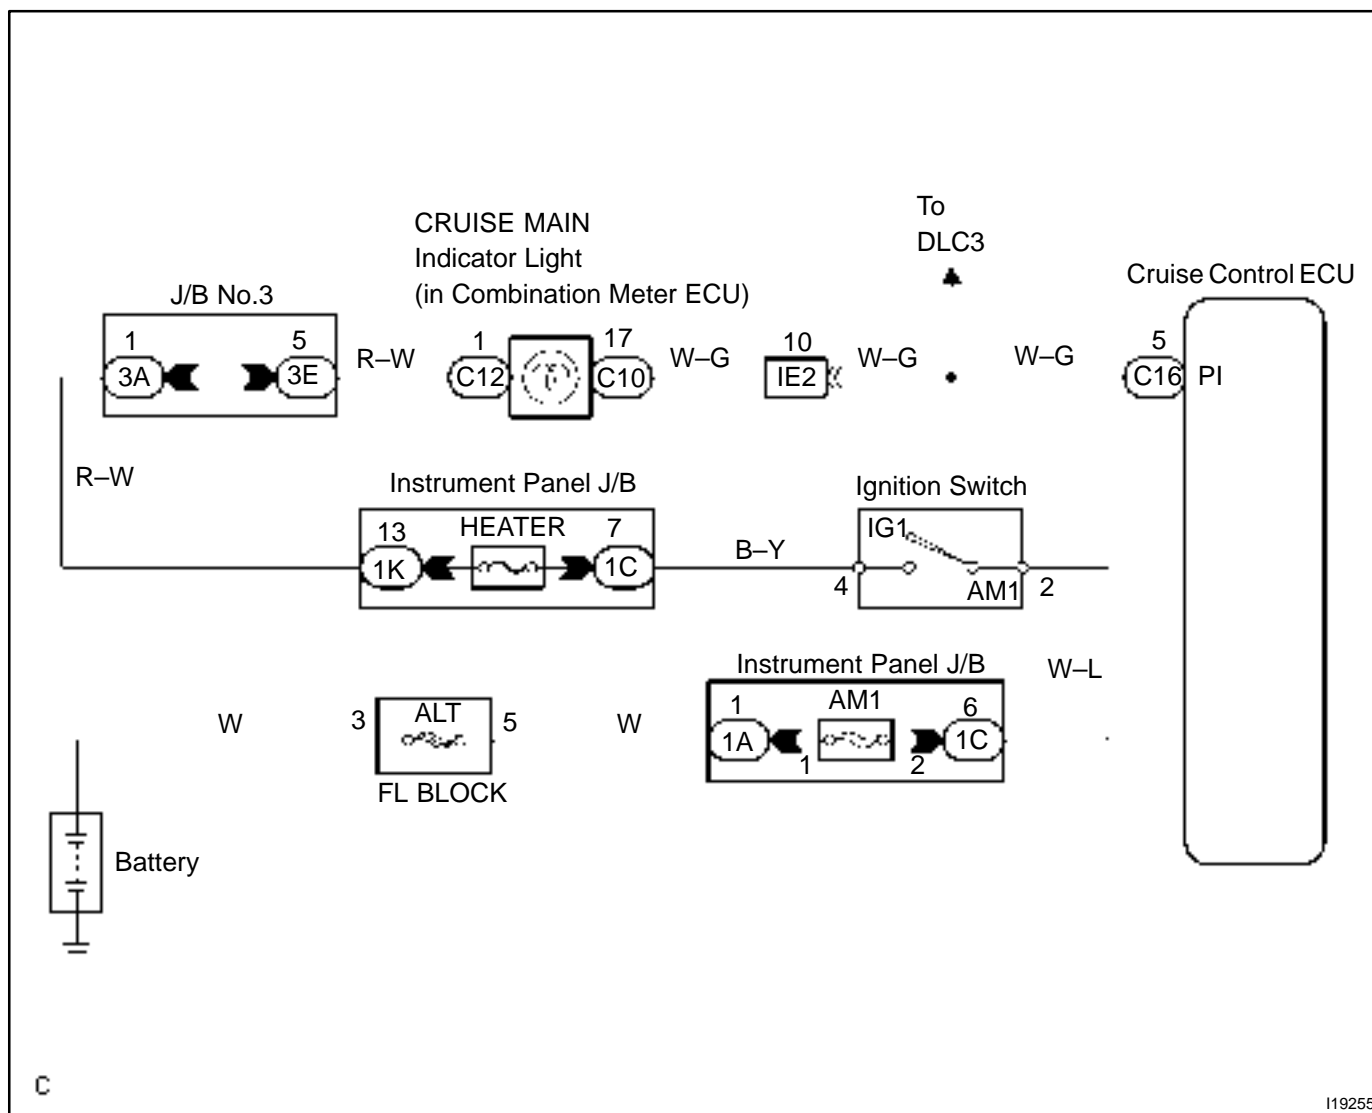 To
DLC3
CRUISE MAIN
Indicator Light
(in Combination Meter ECU)
Cruise Control ECU
J/B No.3
1
5
1
17
10
5
3A
3E
R–W
C12
C10
W–G
IE2
W–G
W–G
C16
PI
R–W
Instrument Panel J/B
Ignition Switch
13
HEATER
7
IG1
1K
1C
B–Y
4
AM1
2
Instrument Panel J/B
W–L
W
3
ALT
5
W
1
AM1
6
1A
1C
1
2
FL BLOCK
Battery
C
I19255